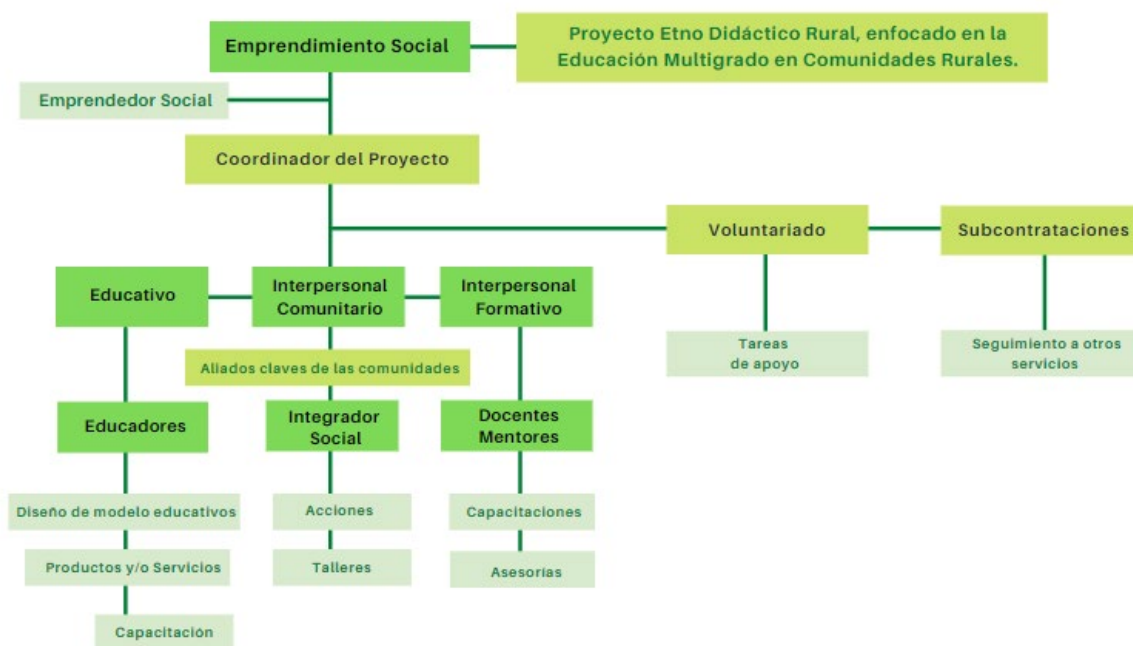 Emprendimiento Social
Proyecto Etno Didáctico Rural, enfocado en la
Educación Multigrado en Comunidades Rurales.
Emprendedor Social
Coordinador del Proyecto
Voluntariado
Subcontrataciones
Educativo
Interpersonal
Comunitario
Interpersonal
Formativo
Tareas
de apoyo
Seguimiento a otros
servicios
Aliados claves de las comunidades
Educadores
Integrador
Social
Docentes
Mentores
Diseño de modelo educativos
Acciones
Capacitaciones
Productos y/o Servicios
Talleres
Asesorías
Capacitación